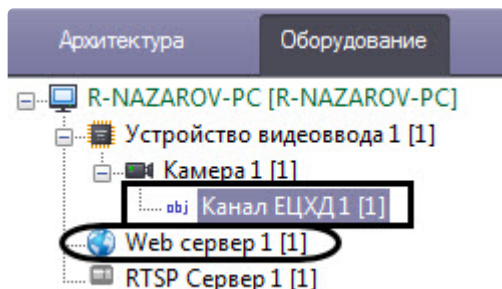 Архитектура
Оборудование
R-NAZAROV-PC [R-NAZAROV-PC]
Устройство видеоввода 1 [1]
Камера 1 [1]
obj Канал ЕЦХД 1 [1]
Web сервер 1 [1]
RTSP Сервер 1 [1]